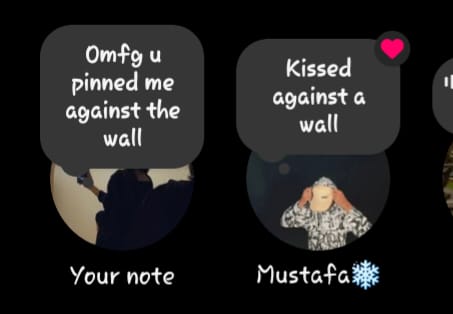 Omfg u
pinned me
against the
wall
Kissed
against a
wall
Your note
Mustafa❄️